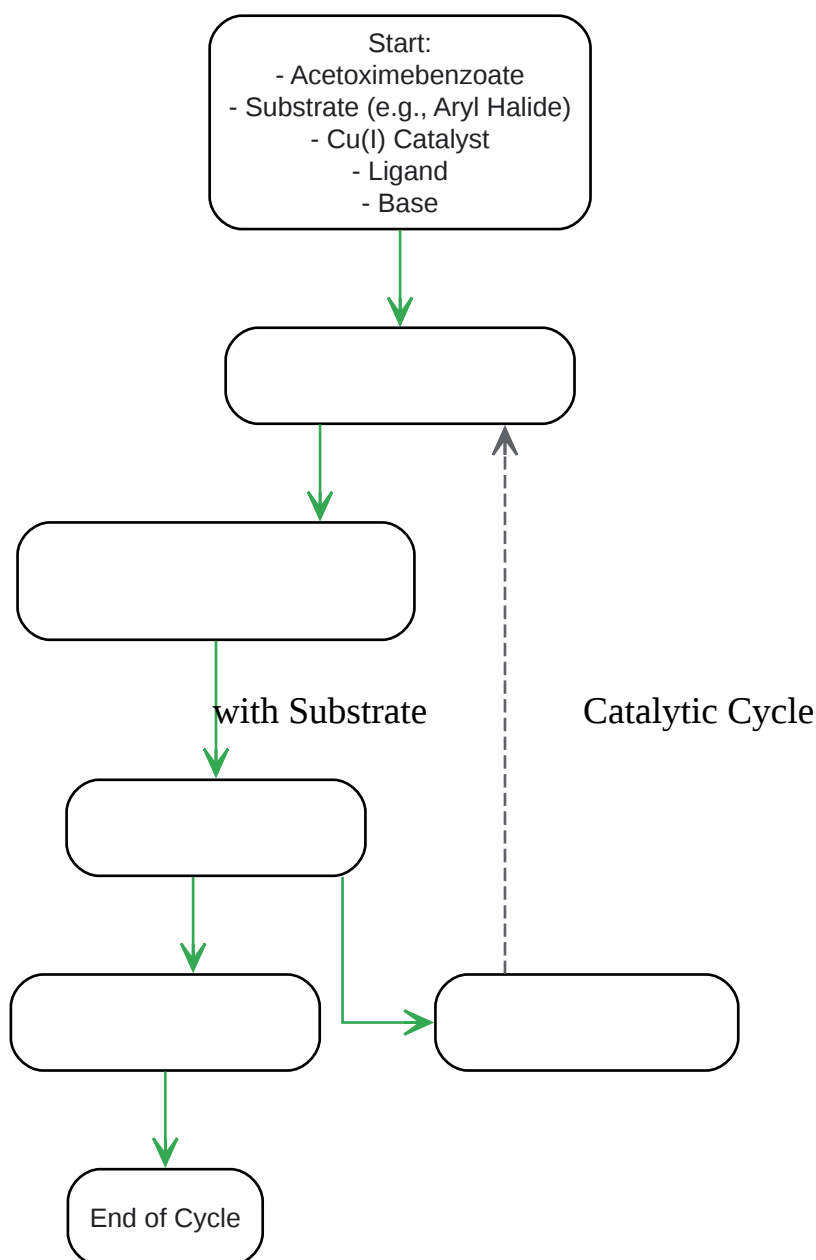 Start:
- Acetoximebenzoate
- Substrate (e.g., Aryl Halide)
- Cu(I) Catalyst
- Ligand
- Base
with Substrate
Catalytic Cycle
End of Cycle